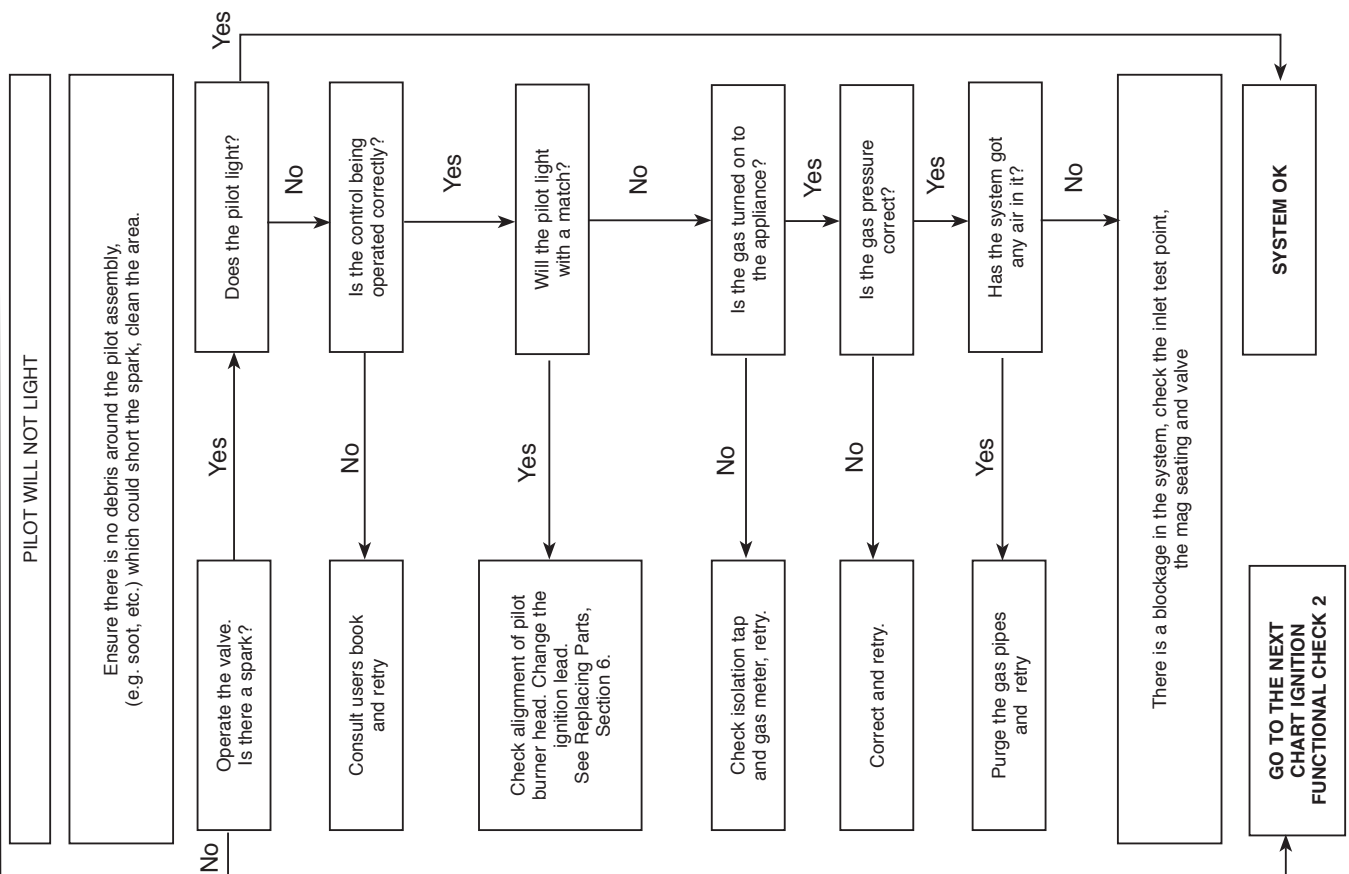 PILOT WILL NOT LIGHT
Ensure there is no debris around the pilot assembly,
(e.g. soot, etc.) which could short the spark, clean the area.
Operate the valve.
Is there a spark?
No
Yes
Does the pilot light?
Yes
No
Is the control being
operated correctly?
No
Consult users book
and retry
Yes
Will the pilot light
with a match?
Yes
Check alignment of pilot
burner head. Change the
ignition lead.
See Replacing Parts,
Section 6.
No
Is the gas turned on to
the appliance?
No
Check isolation tap
and gas meter, retry.
Yes
Is the gas pressure
correct?
No
Correct and retry.
Yes
Has the system got
any air in it?
Yes
Purge the gas pipes
and retry
No
There is a blockage in the system, check the inlet test point,
the mag seating and valve
GO TO THE NEXT
CHART IGNITION
FUNCTIONAL CHECK 2
SYSTEM OK